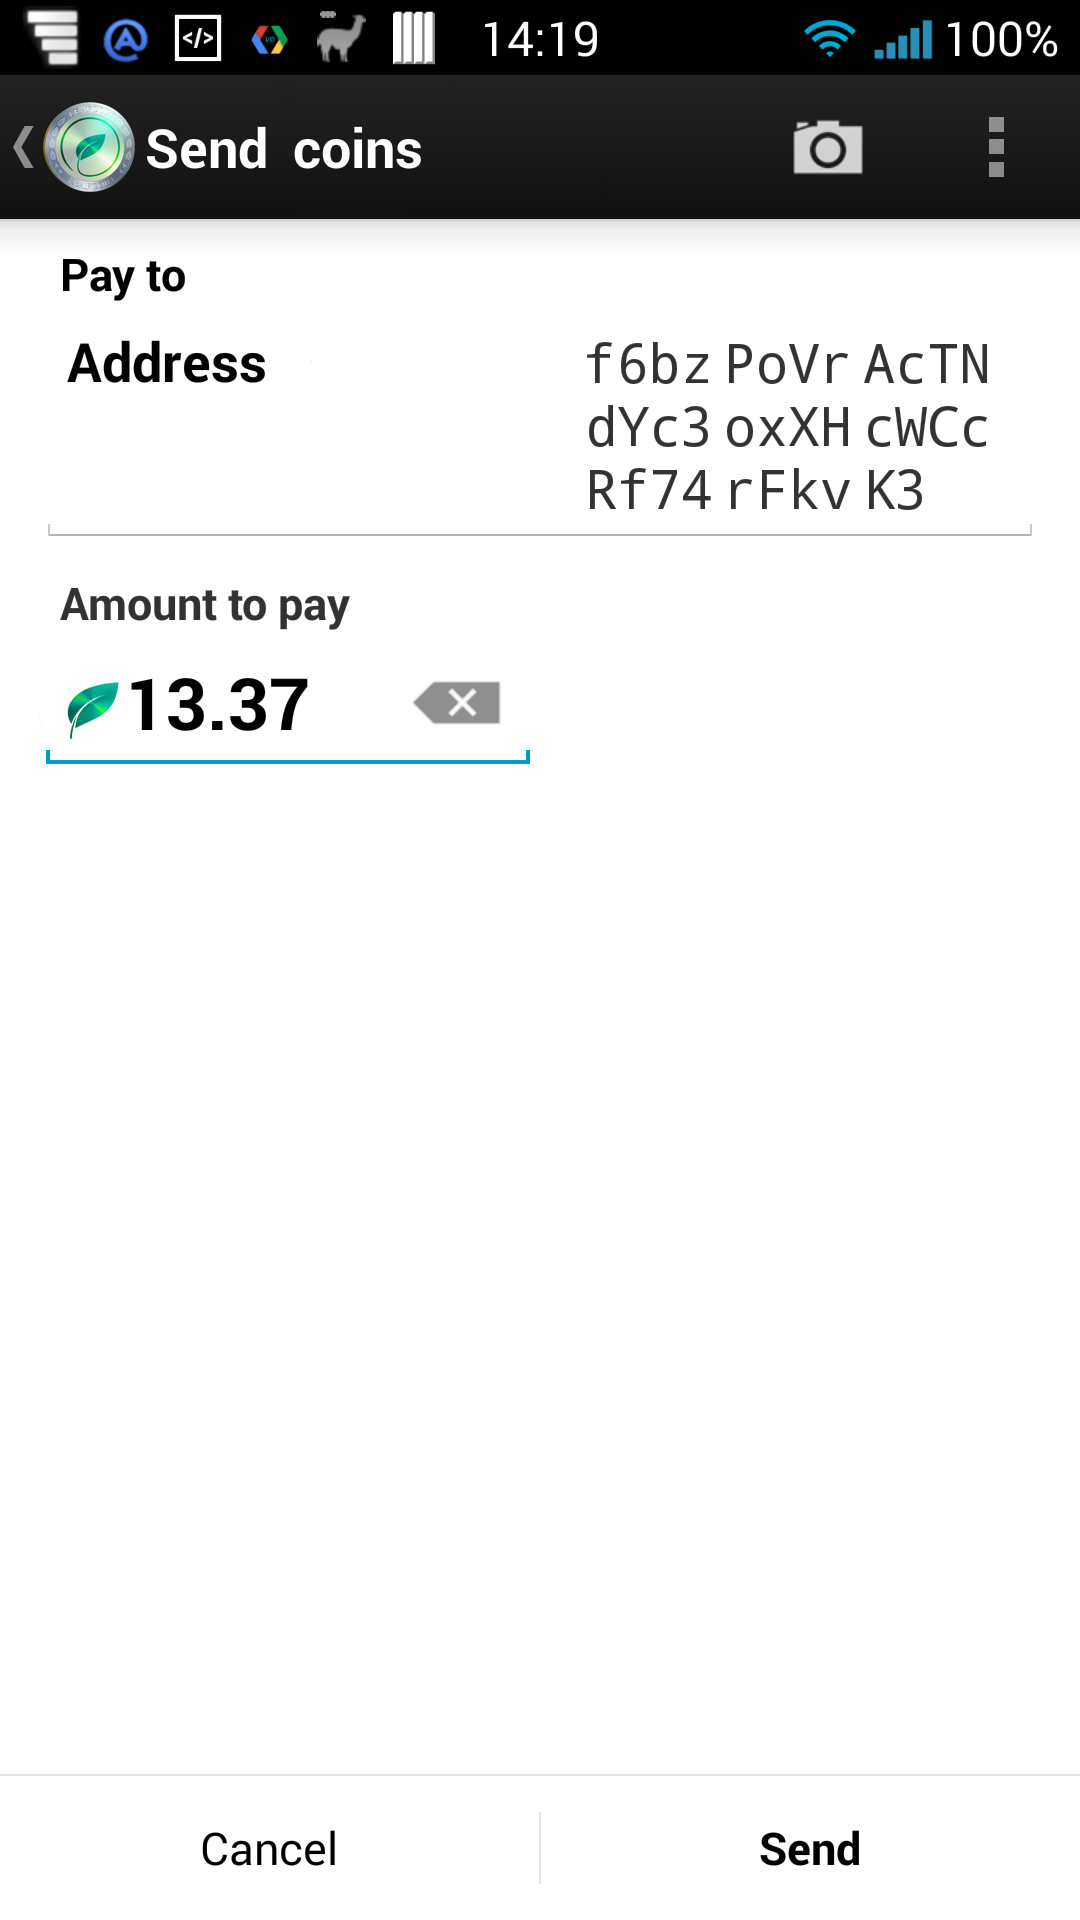 </>
14:19
100%
Send coins
Pay to
Address
f6bz PoVr AcTN
dYc3 oxXH cWCc
Rf74 rFkv K3
Amount to pay
13.37
Cancel
Send